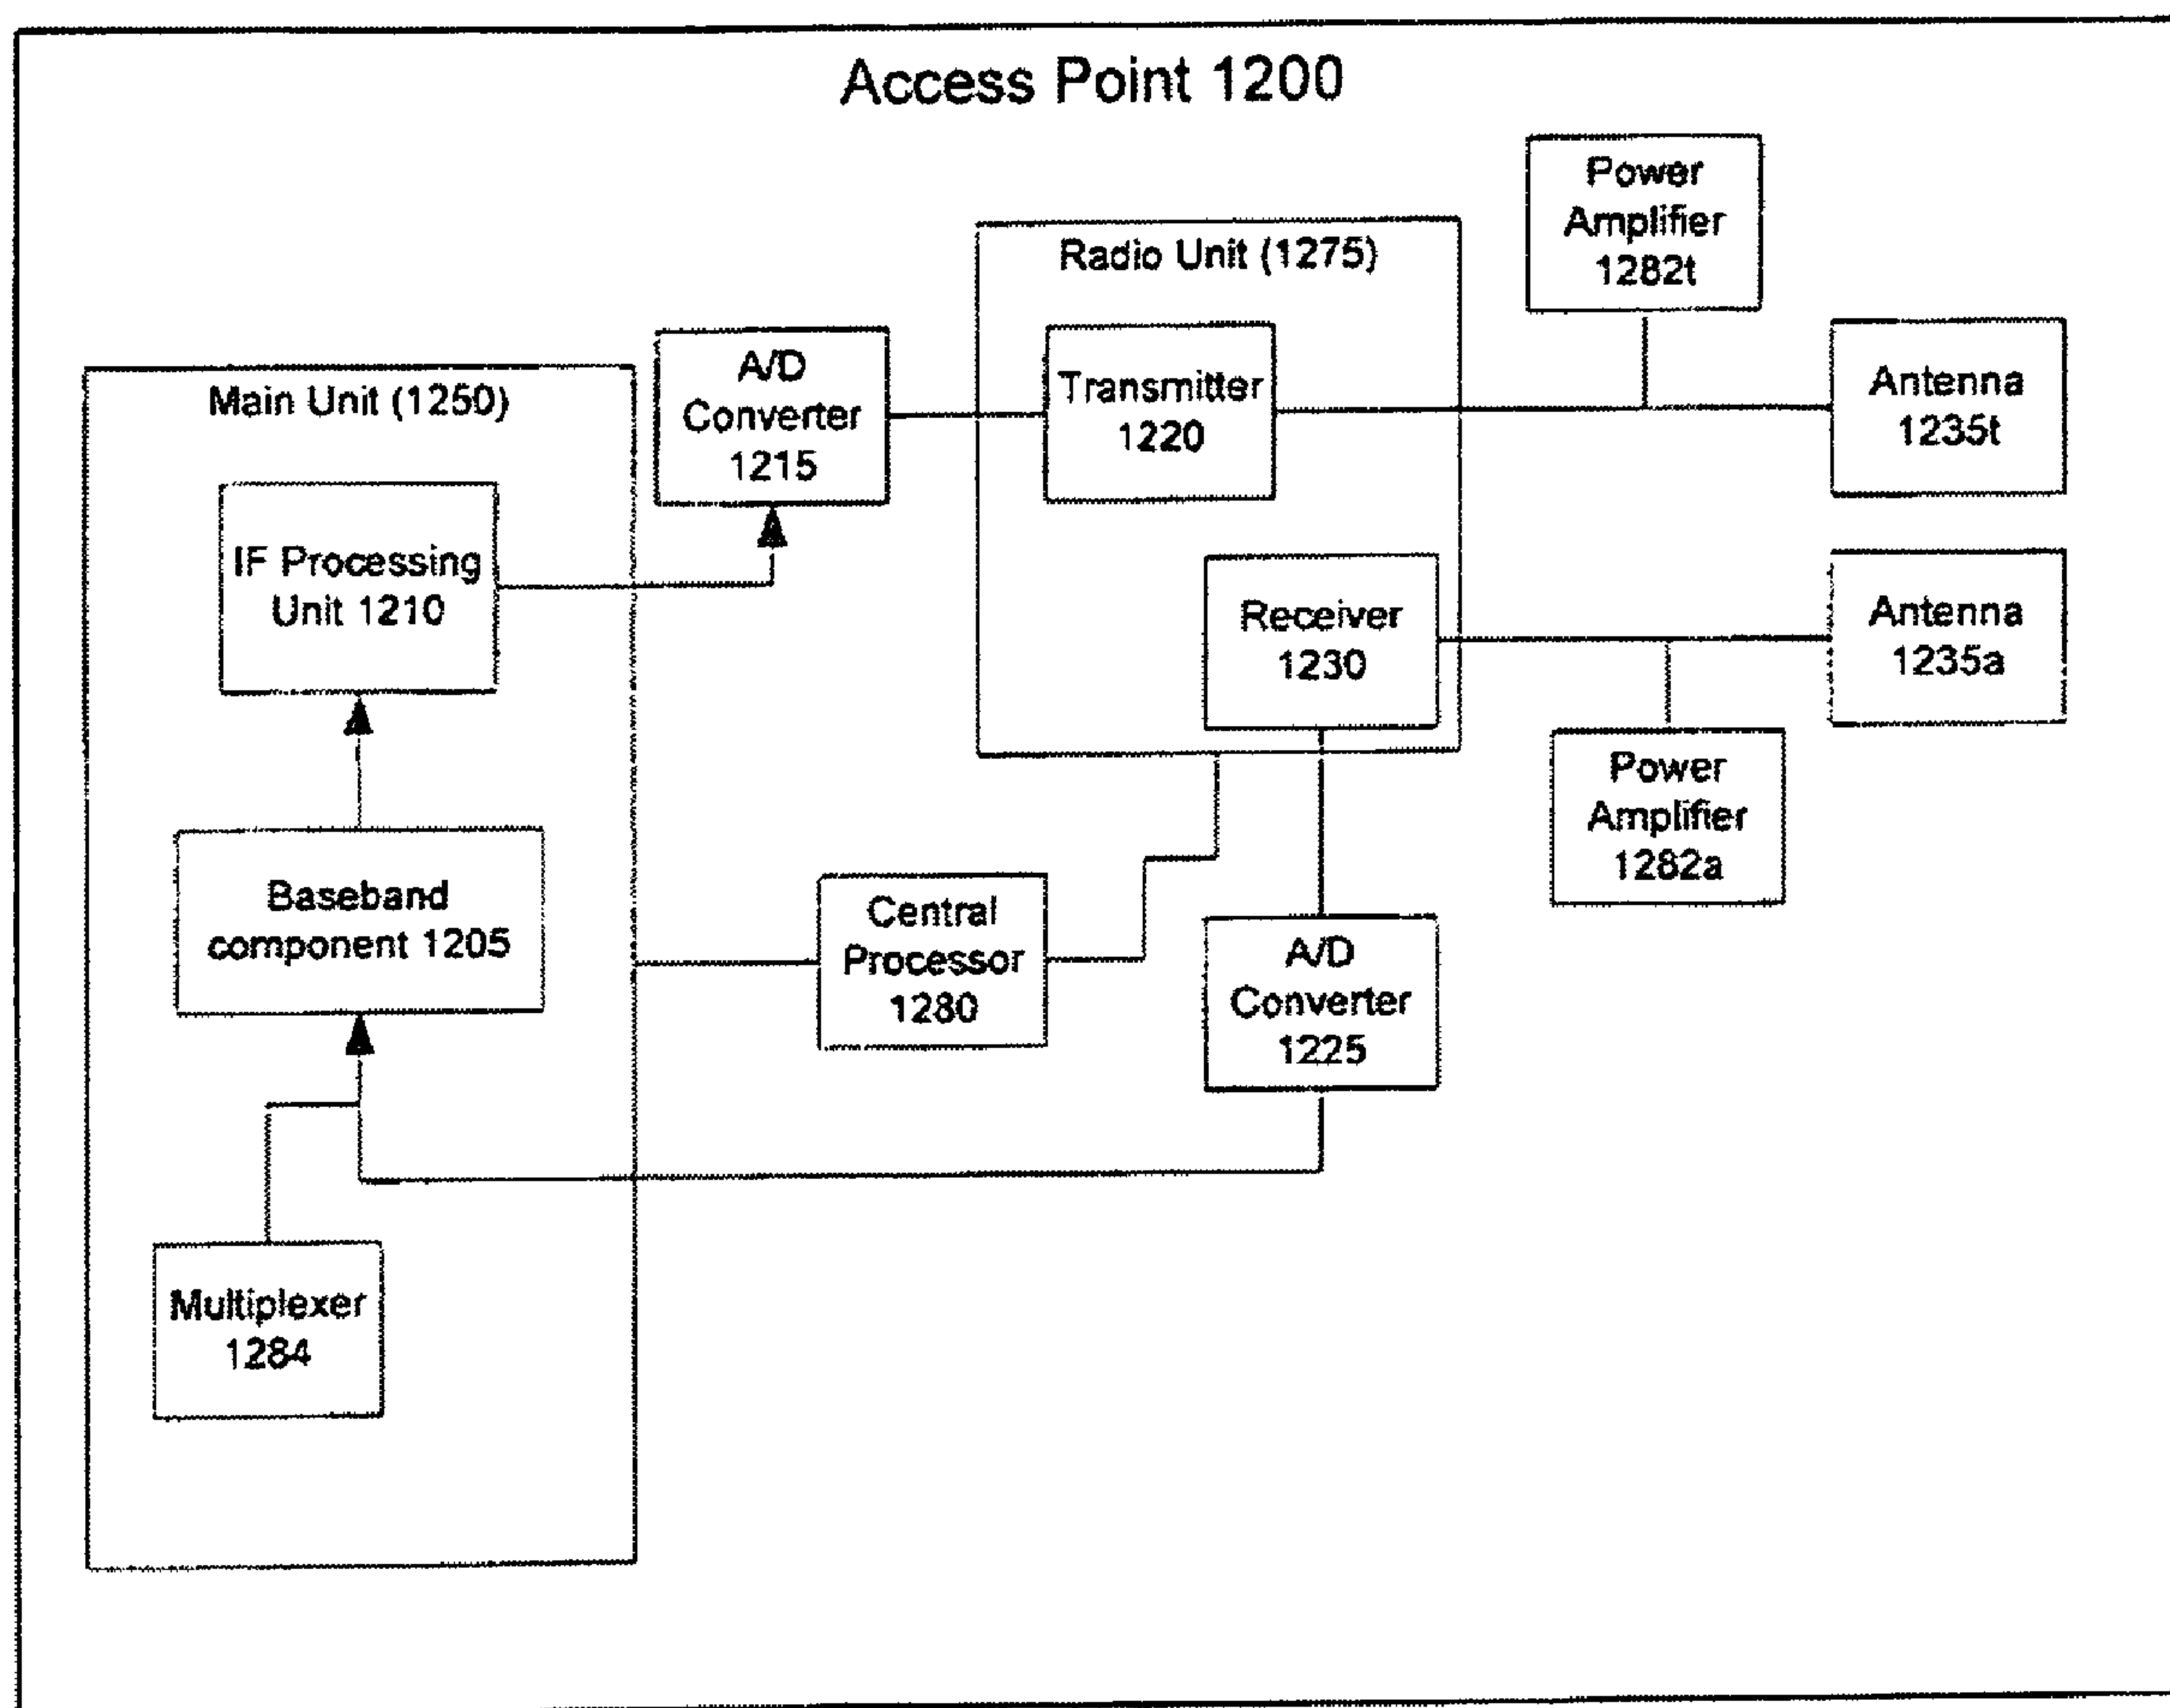 Access Point 1200
Power
Amplifier
1282t
Radio Unit (1275)
A/D
Converter
1215
Transmitter
1220
Antenna
1235t
Main Unit (1250)
IF Processing
Unit 1210
Receiver
1230
Antenna
1235a
Power
Amplifier
1282a
Baseband
component 1205
Central
Processor
1280
A/D
Converter
1225
Multiplexer
1284